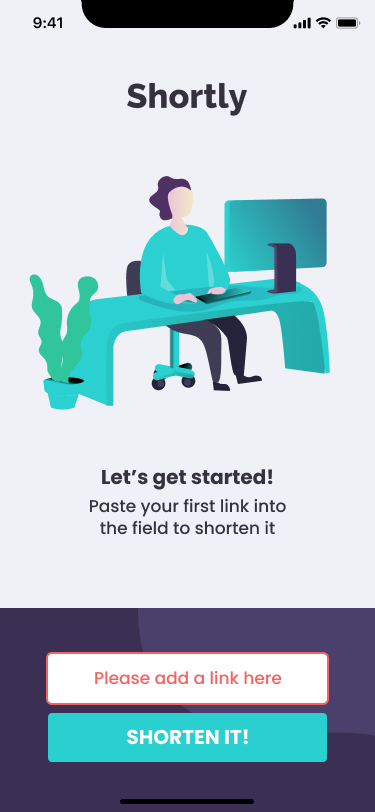 9:41
Shortly
Let’s get started!
Paste your first link into
the field to shorten it
Please add a link here
SHORTEN IT!